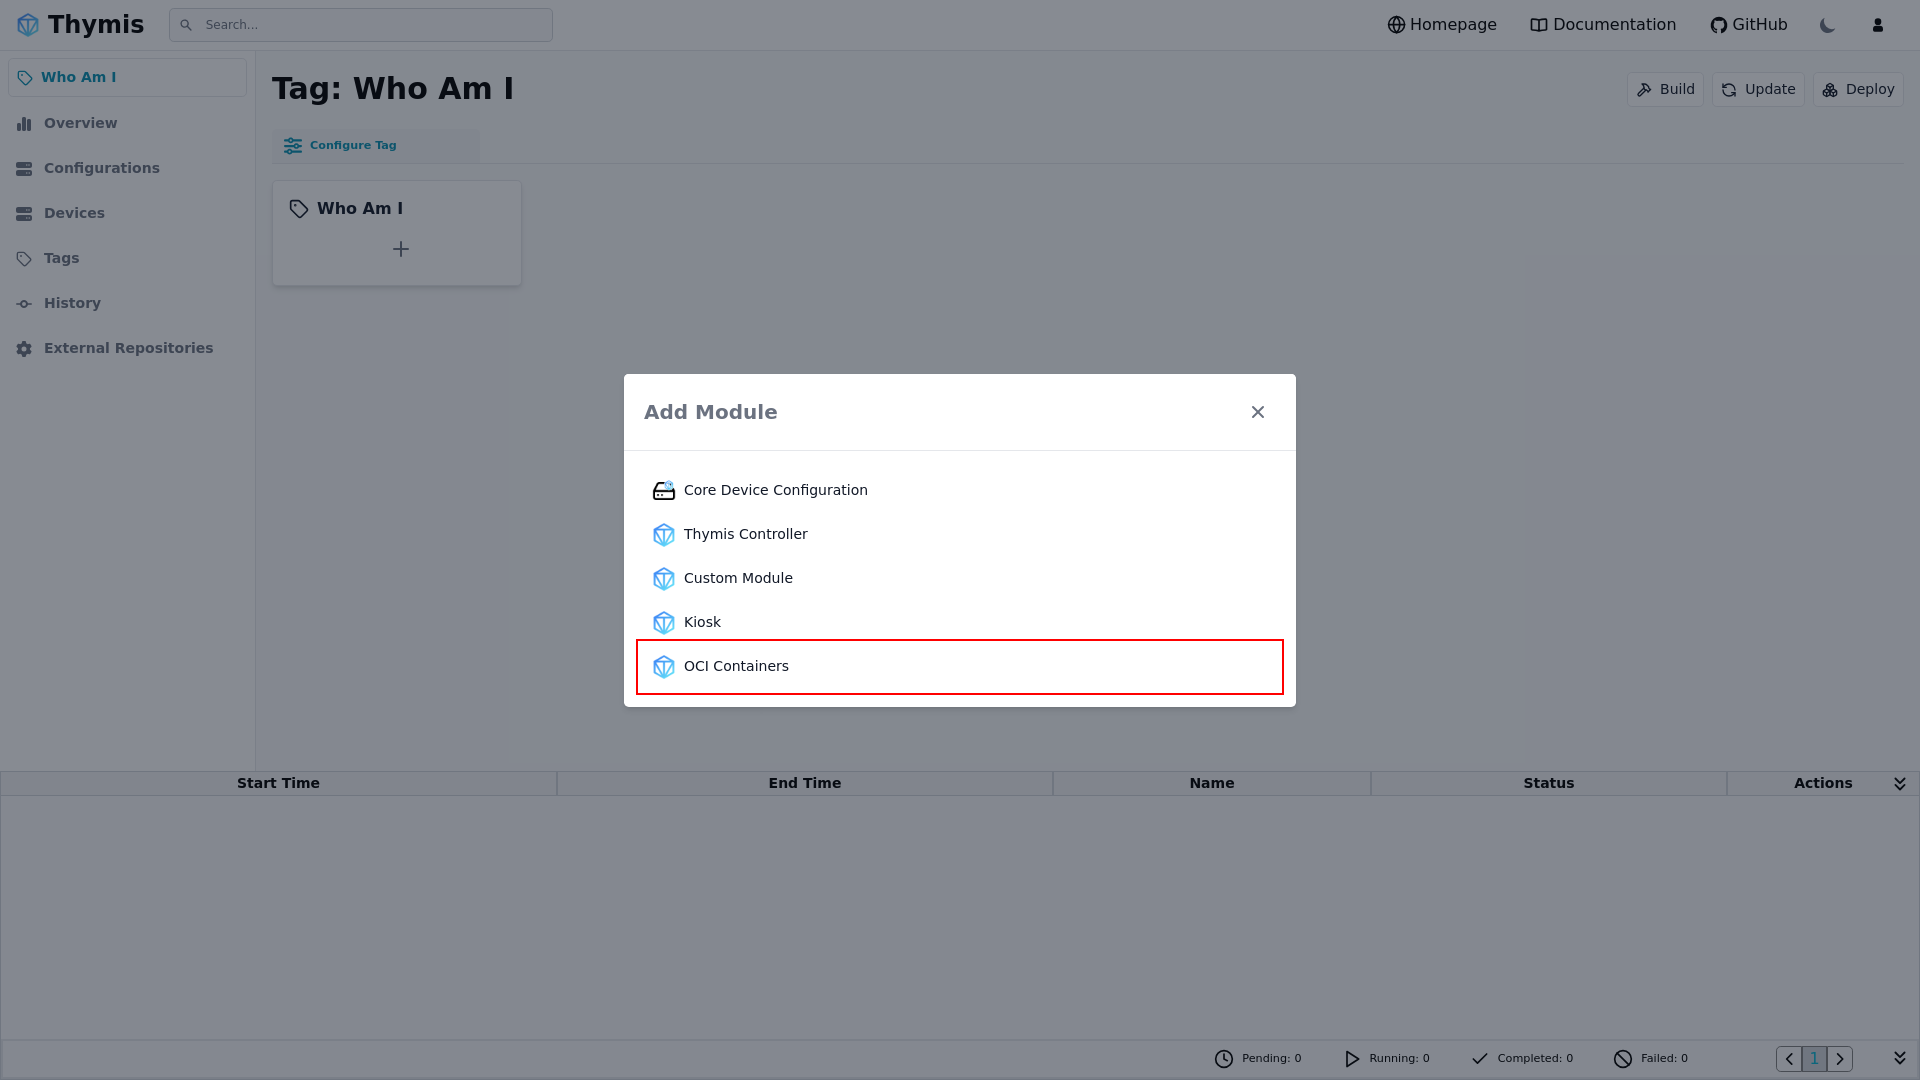 Thymis
Search...
Homepage
Documentation
GitHub
Who Am I
Overview
Configurations
Devices
Tags
History
External Repositories
Tag: Who Am I
Build
Update
Deploy
Configure Tag
Who Am I
Add Module
Core Device Configuration
Thymis Controller
Custom Module
Kiosk
OCI Containers
Start Time
End Time
Name
Status
Actions
Pending: 0
Running: 0
Completed: 0
Failed: 0
1